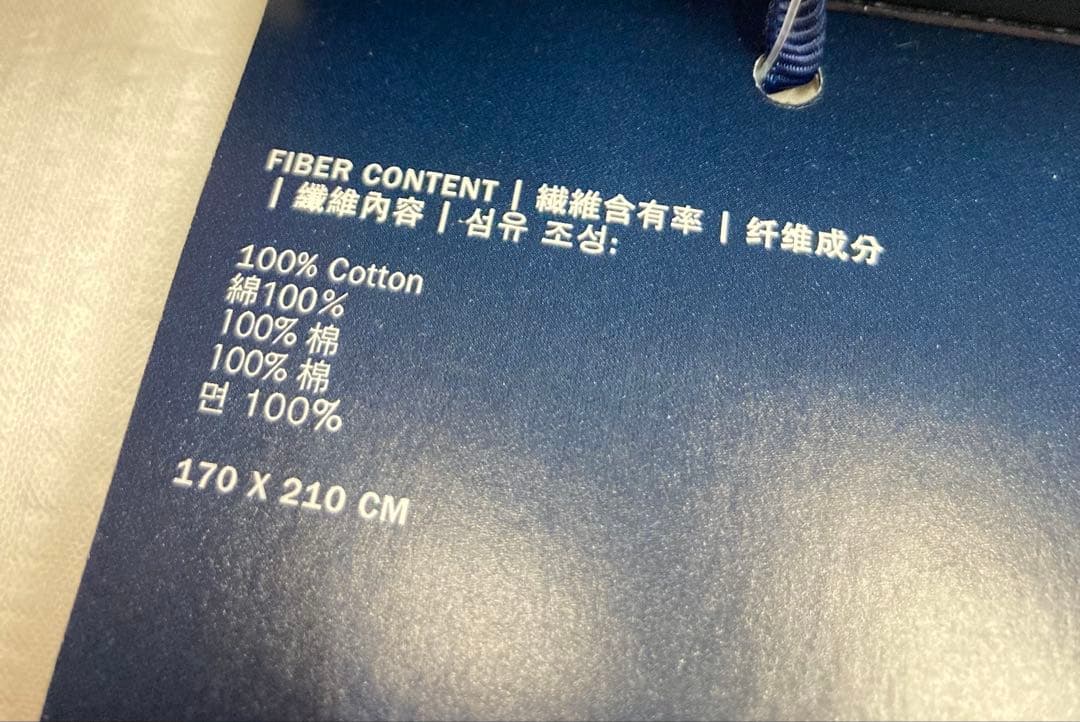 FIBER CONTENT | 繊維含有率 | 纤维成分
| 纖維內容 | 섬유 조성:
100% Cotton
綿100%
100% 棉
100% 棉
면 100%
170 X 210 CM